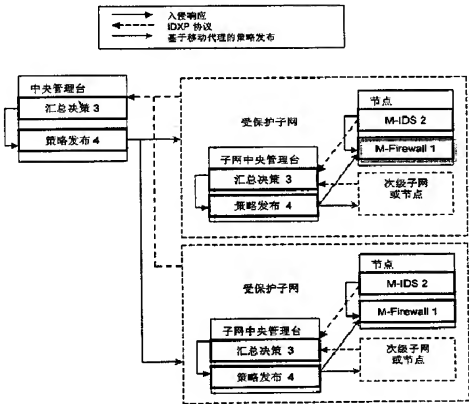 入侵响应
IDXP 协议
基于移动代理的策略发布
中央管理台
汇总决策 3
策略发布 4
受保护子网
节点
M-IDS 2
M-Firewall 1
子网中央管理台
汇总决策 3
策略发布 4
次级子网
或节点
受保护子网
节点
M-IDS 2
M-Firewall 1
子网中央管理台
汇总决策 3
策略发布 4
次级子网
或节点